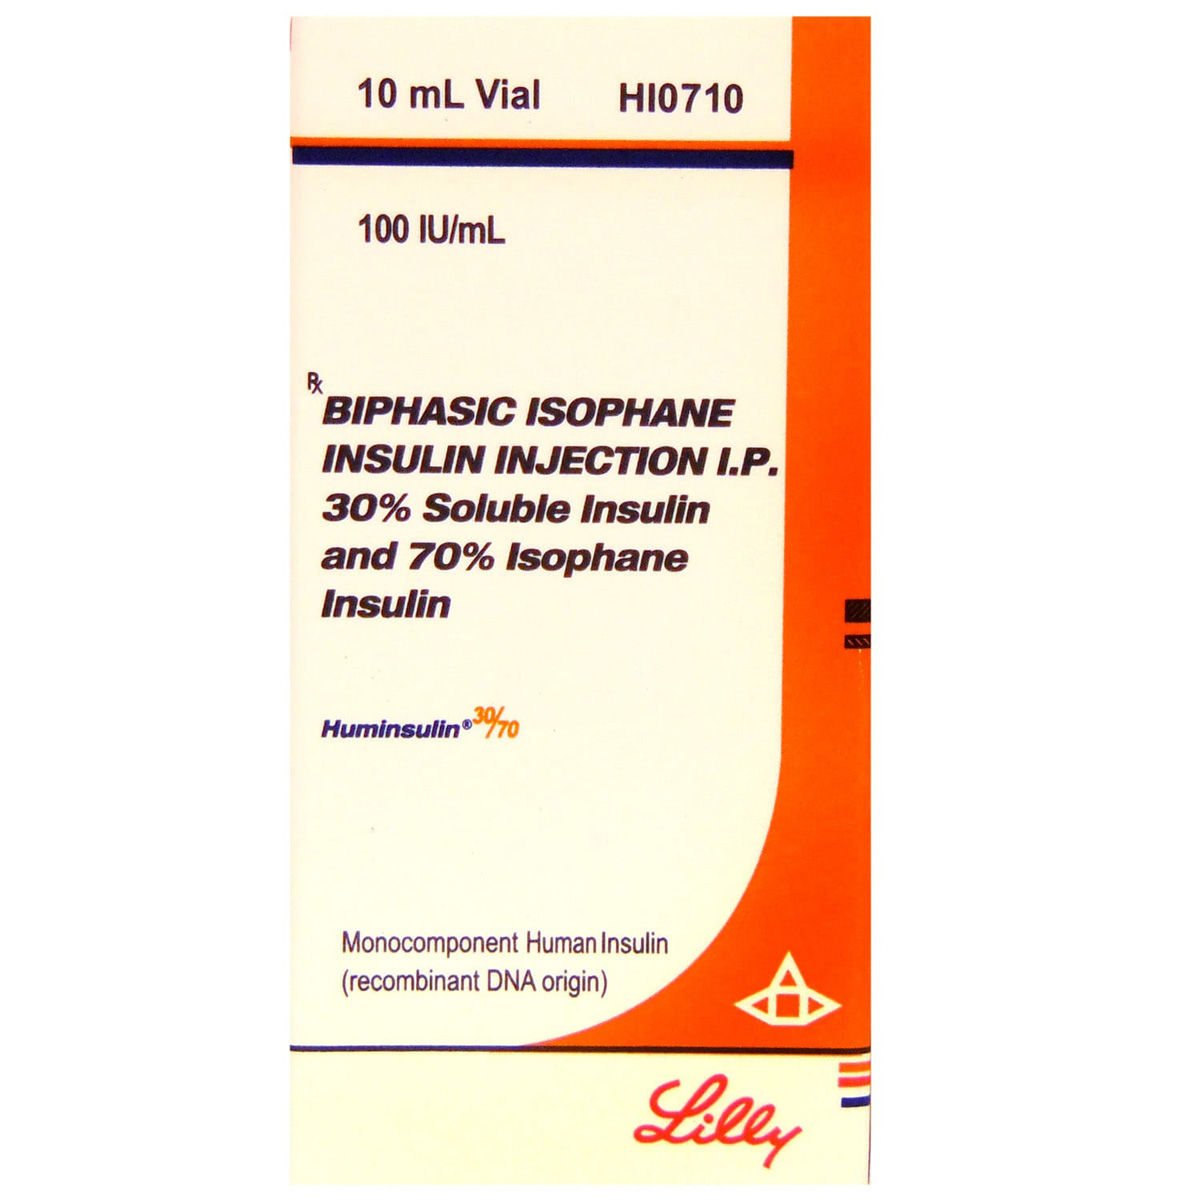 10 mL Vial HI0710
100 IU/mL
℞
BIPHASIC ISOPHANE
INSULIN INJECTION I.P.
30% Soluble Insulin
and 70% Isophane
Insulin
Huminsulin® 30/70
Monocomponent Human Insulin
(recombinant DNA origin)
Lilly